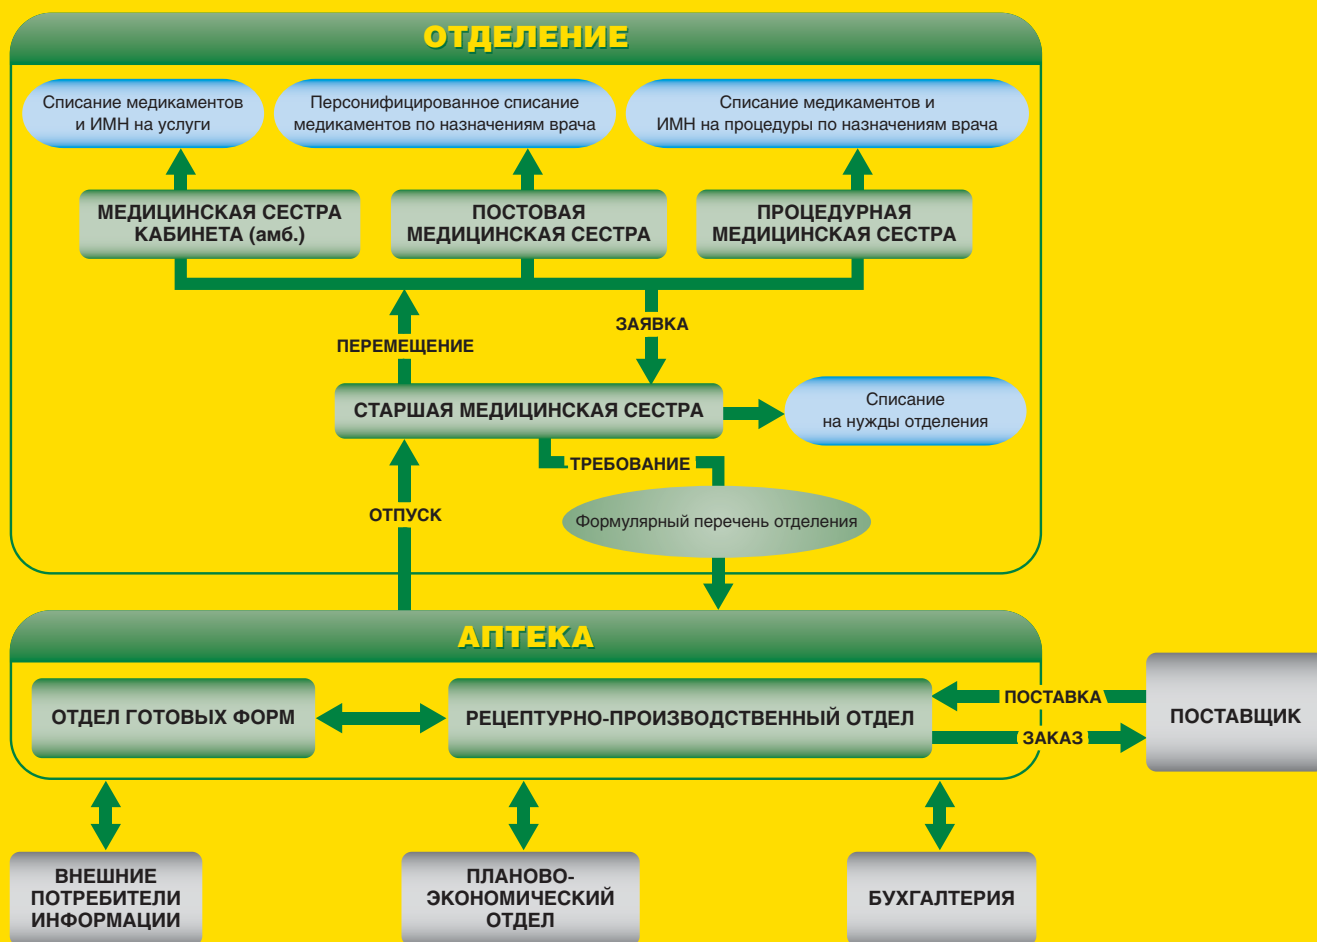 ОТДЕЛЕНИЕ
Списание медикаментов
и ИМН на услуги
Персонифицированное списание
медикаментов по назначениям врача
Списание медикаментов и
ИМН на процедуры по назначениям врача
МЕДИЦИНСКАЯ СЕСТРА
КАБИНЕТА (амб.)
ПОСТОВАЯ
МЕДИЦИНСКАЯ СЕСТРА
ПРОЦЕДУРНАЯ
МЕДИЦИНСКАЯ СЕСТРА
ПЕРЕМЕЩЕНИЕ
ЗАЯВКА
СТАРШАЯ МЕДИЦИНСКАЯ СЕСТРА
Списание
на нужды отделения
ТРЕБОВАНИЕ
ОТПУСК
Формулярный перечень отделения
АПТЕКА
ОТДЕЛ ГОТОВЫХ ФОРМ
РЕЦЕПТУРНО-ПРОИЗВОДСТВЕННЫЙ ОТДЕЛ
ПОСТАВКА
ЗАКАЗ
ПОСТАВЩИК
ВНЕШНИЕ
ПОТРЕБИТЕЛИ
ИНФОРМАЦИИ
ПЛАНОВО-
ЭКОНОМИЧЕСКИЙ
ОТДЕЛ
БУХГАЛТЕРИЯ